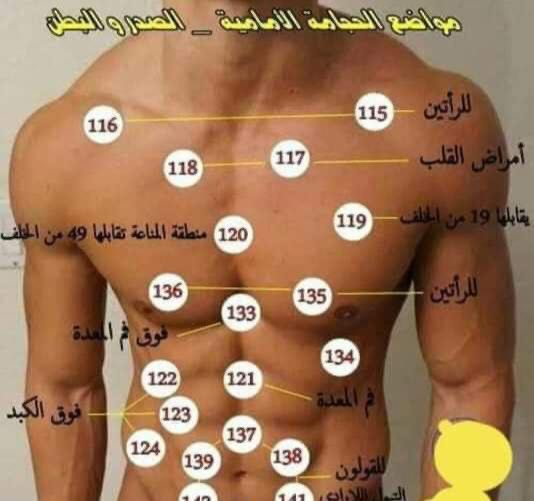 مواضع الحجامة الأمامية _ الصدر و البطن
115 للرأتين
116
117 أمراض القلب
118
119 يقابلها 19 من الخلف
120 منطقة المناعة تقابلها 49 من الخلف
136
135 للرأتين
133 فوق فم المعدة
134
122
121 فم المعدة
123 فوق الكبد
124
137
139
138 للقولون
141